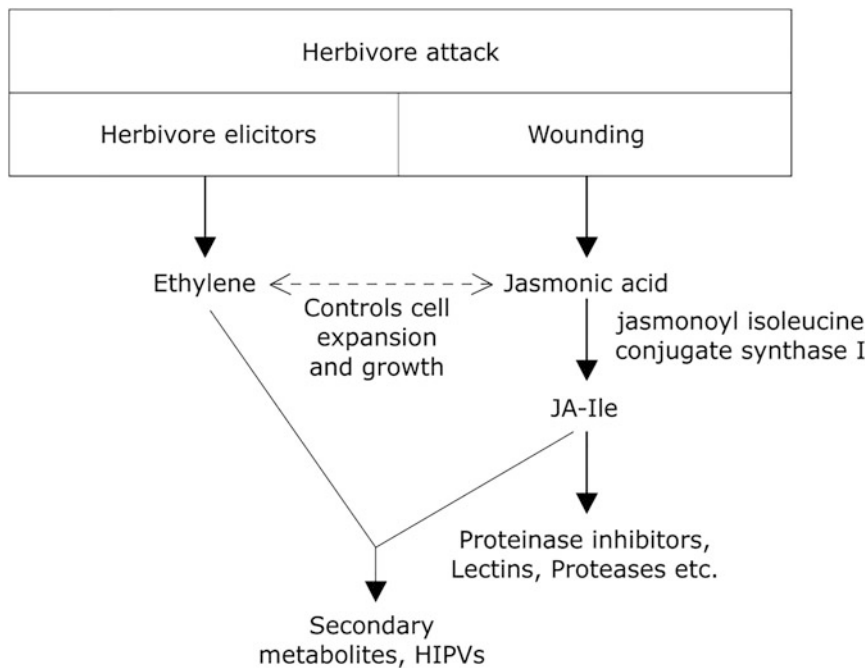 Herbivore attack
Herbivore elicitors
Wounding
Ethylene
Jasmonic acid
Controls cell
expansion
and growth
jasmonoyl isoleucine
conjugate synthase I
JA-Ile
Proteinase inhibitors,
Lectins, Proteases etc.
Secondary
metabolites, HIPVs